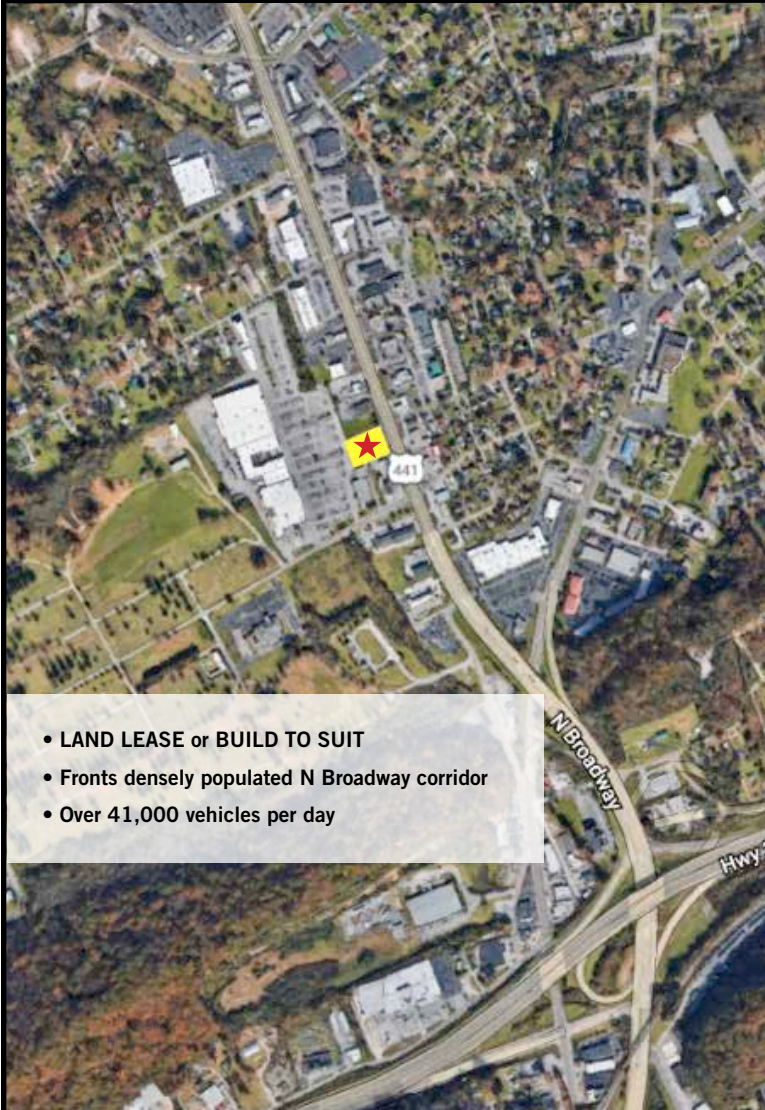 441
• LAND LEASE or BUILD TO SUIT
• Fronts densely populated N Broadway corridor
• Over 41,000 vehicles per day
N Broadway
Hwy